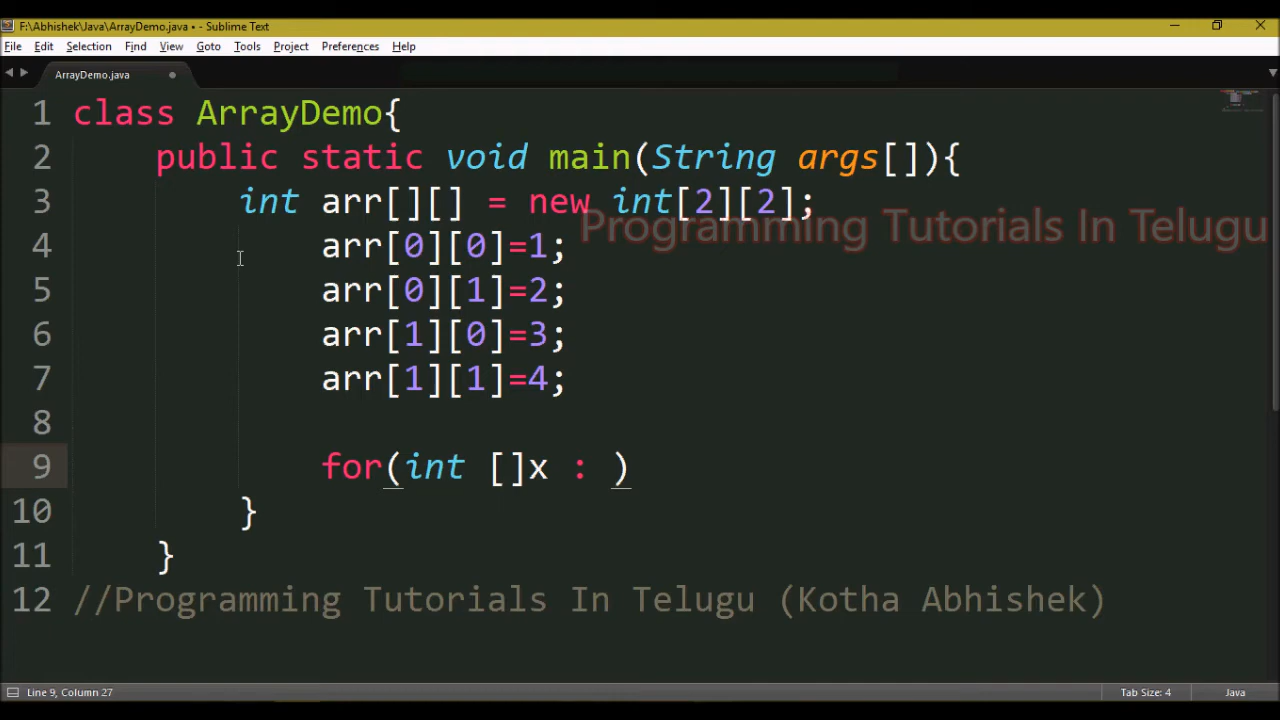 F:\Abhishek\Java\ArrayDemo.java • - Sublime Text
File Edit Selection Find View Goto Tools Project Preferences Help
ArrayDemo.java
1 class ArrayDemo{
2 public static void main(String args[]){
3 int arr[][] = new int[2][2];
Programming Tutorials In Telugu
4 arr[0][0]=1;
5 arr[0][1]=2;
6 arr[1][0]=3;
7 arr[1][1]=4;
8
9 for(int []x : )
10 }
11 }
12 //Programming Tutorials In Telugu (Kotha Abhishek)
Line 9, Column 27 Tab Size: 4 Java